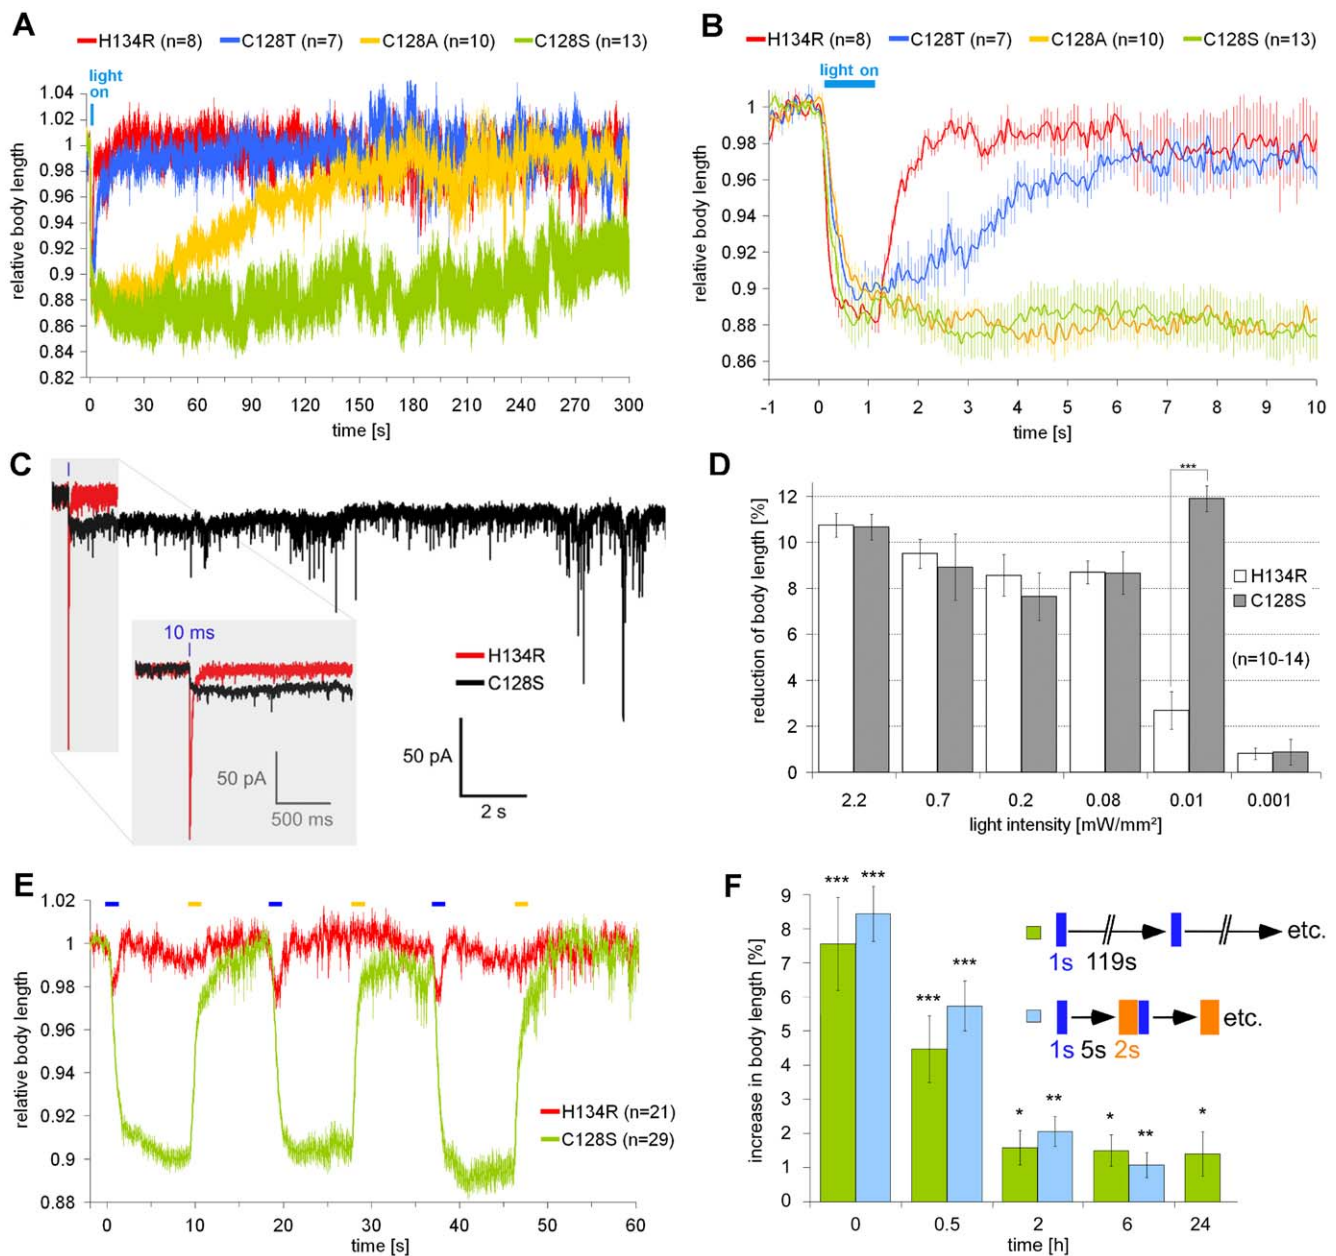 A
H134R (n=8) C128T (n=7) C128A (n=10) C128S (n=13)
light
on
relative body length
1.04
1.02
1
0.98
0.96
0.94
0.92
0.9
0.88
0.86
0.84
0.82
0 30 60 90 120 150 180 210 240 270 300
time [s]
B
H134R (n=8) C128T (n=7) C128A (n=10) C128S (n=13)
light on
relative body length
1
0.98
0.96
0.94
0.92
0.9
0.88
0.86
-1 0 1 2 3 4 5 6 7 8 9 10
time [s]
C
10 ms
50 pA
500 ms
H134R
C128S
50 pA
2 s
D
reduction of body length [%]
12
10
8
6
4
2
0
***
H134R
C128S
(n=10-14)
2.2 0.7 0.2 0.08 0.01 0.001
light intensity [mW/mm²]
E
relative body length
1.02
1
0.98
0.96
0.94
0.92
0.9
0.88
H134R (n=21)
C128S (n=29)
0 10 20 30 40 50 60
time [s]
F
increase in body length [%]
9
8
7
6
5
4
3
2
1
0
*** ***
*** ***
* **
* **
*
etc.
1s 119s
etc.
1s 5s 2s
0 0.5 2 6 24
time [h]